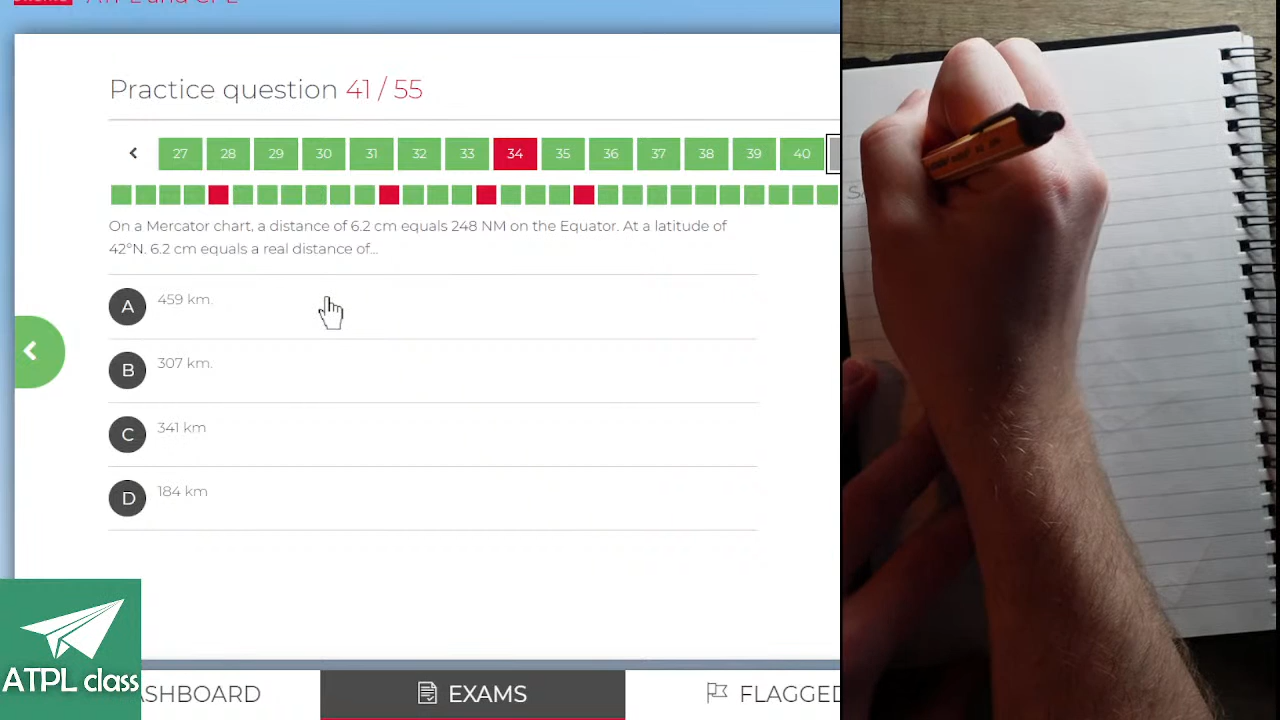 ATPL and CPL
Practice question 41 / 55
27 28 29 30 31 32 33 34 35 36 37 38 39 40
On a Mercator chart, a distance of 6.2 cm equals 248 NM on the Equator. At a latitude of
42°N. 6.2 cm equals a real distance of...
A 459 km.
B 307 km.
C 341 km
D 184 km
ATPL class
ASHBOARD EXAMS FLAGGED